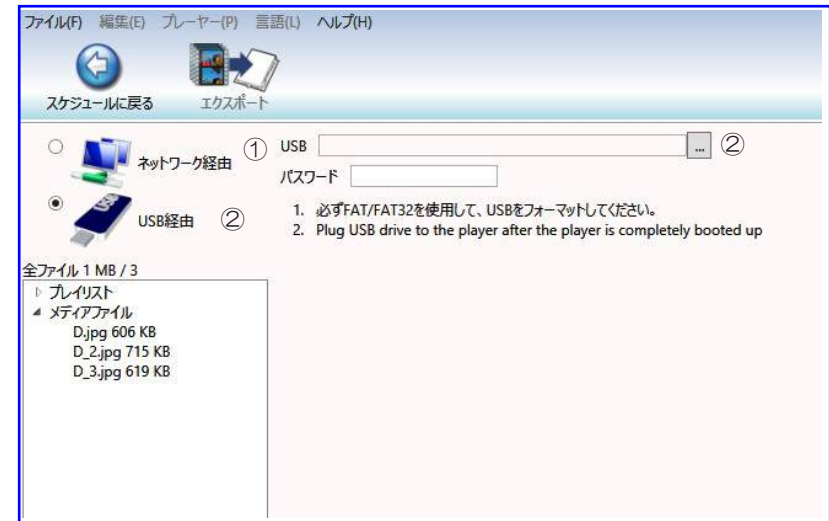 ファイル(F) 編集(E) プレーヤー(P) 言語(L) ヘルプ(H)
スケジュールに戻る エクスポート
ネットワーク経由 ①
USB経由 ②
USB ... ②
パスワード
1. 必ずFAT/FAT32を使用して、USBをフォーマットしてください。
2. Plug USB drive to the player after the player is completely booted up
全ファイル 1 MB / 3
プレイリスト
メディアファイル
D.jpg 606 KB
D_2.jpg 715 KB
D_3.jpg 619 KB